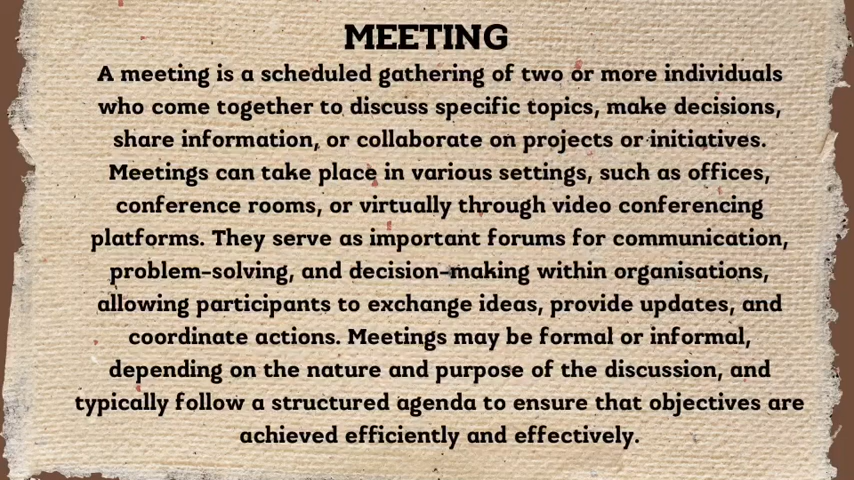 MEETING
A meeting is a scheduled gathering of two or more individuals
who come together to discuss specific topics, make decisions,
share information, or collaborate on projects or initiatives.
Meetings can take place in various settings, such as offices,
conference rooms, or virtually through video conferencing
platforms. They serve as important forums for communication,
problem-solving, and decision-making within organisations,
allowing participants to exchange ideas, provide updates, and
coordinate actions. Meetings may be formal or informal,
depending on the nature and purpose of the discussion, and
typically follow a structured agenda to ensure that objectives are
achieved efficiently and effectively.